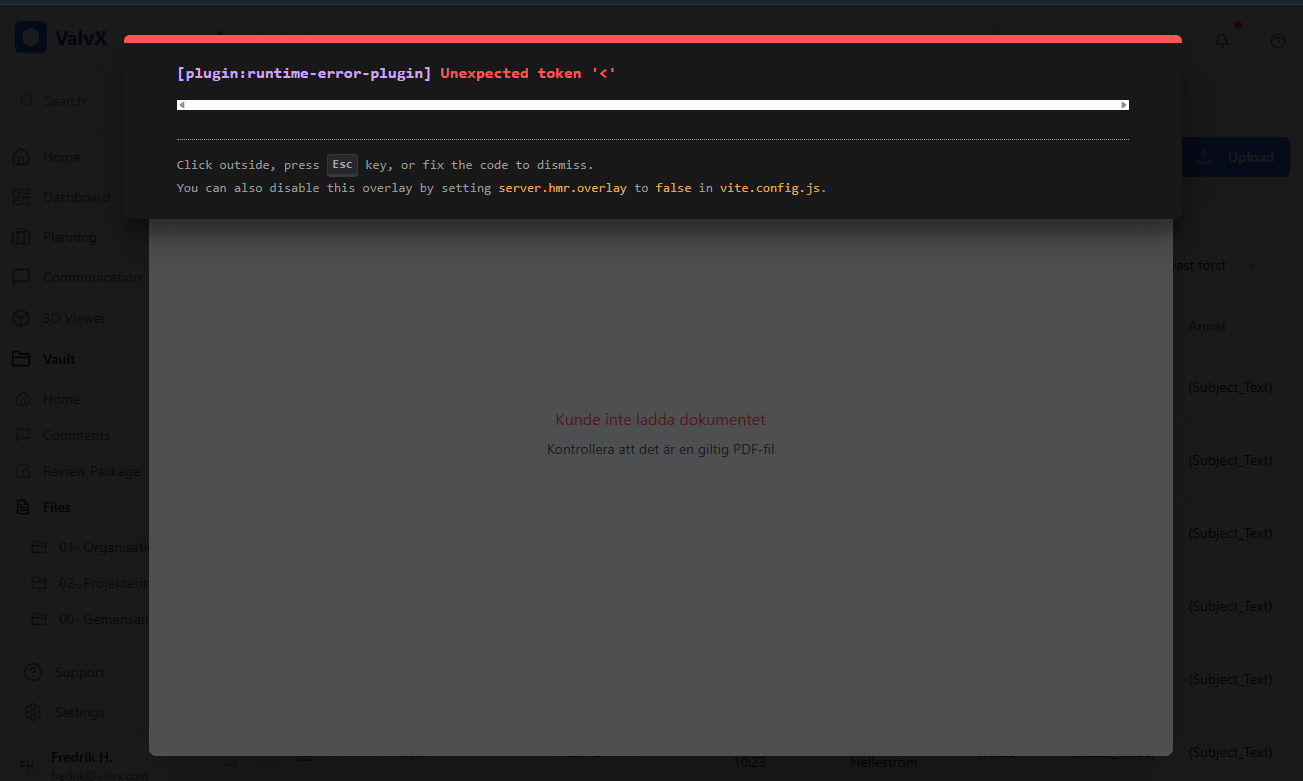 ValvX
[plugin:runtime-error-plugin] Unexpected token '<'
Search
Click outside, press Esc key, or fix the code to dismiss.
You can also disable this overlay by setting server.hmr.overlay to false in vite.config.js.
Home
Upload
Dashboard
Planning
Communication
3D Viewer
Vault
Home
Comments
Review Package
Files
01- Organisati
02- Projekterin
00- Gemensam
Support
Settings
FH
Fredrik H.
fredrik@valvx.com
Kunde inte ladda dokumentet
Kontrollera att det är en giltig PDF-fil
först
Annat
(Subject_Text)
(Subject_Text)
(Subject_Text)
(Subject_Text)
(Subject_Text)
(Subject_Text)
10:23
Helleström